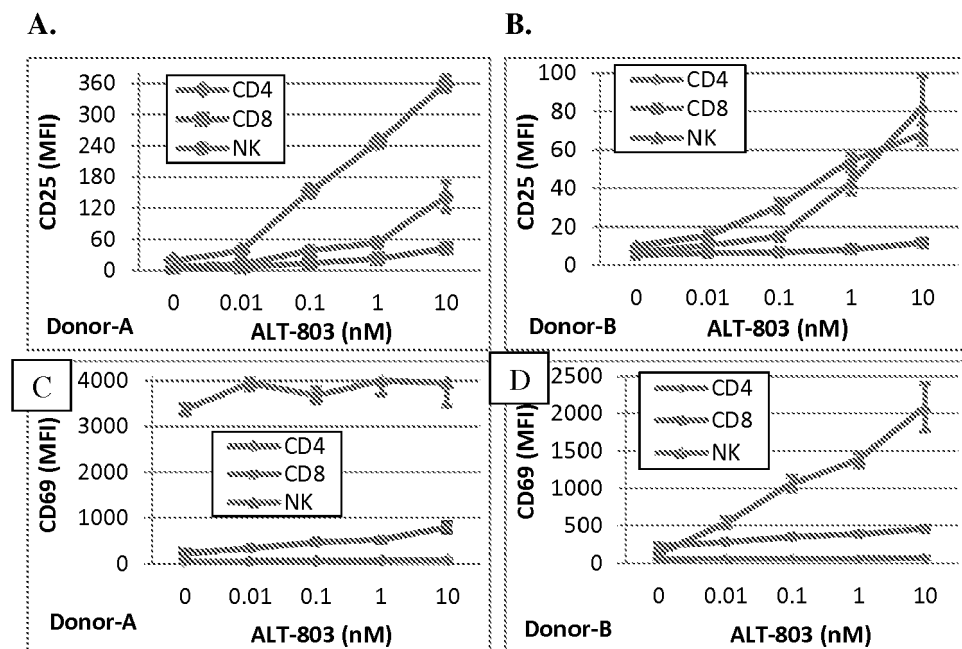 A.
CD25 (MFI)
360
300
240
180
120
60
0
CD4
CD8
NK
0 0.01 0.1 1 10
Donor-A
ALT-803 (nM)
B.
CD25 (MFI)
100
80
60
40
20
0
CD4
CD8
NK
0 0.01 0.1 1 10
Donor-B
ALT-803 (nM)
C
CD69 (MFI)
4000
3000
2000
1000
0
CD4
CD8
NK
0 0.01 0.1 1 10
Donor-A
ALT-803 (nM)
D
CD69 (MFI)
2500
2000
1500
1000
500
0
CD4
CD8
NK
0 0.01 0.1 1 10
Donor-B
ALT-803 (nM)